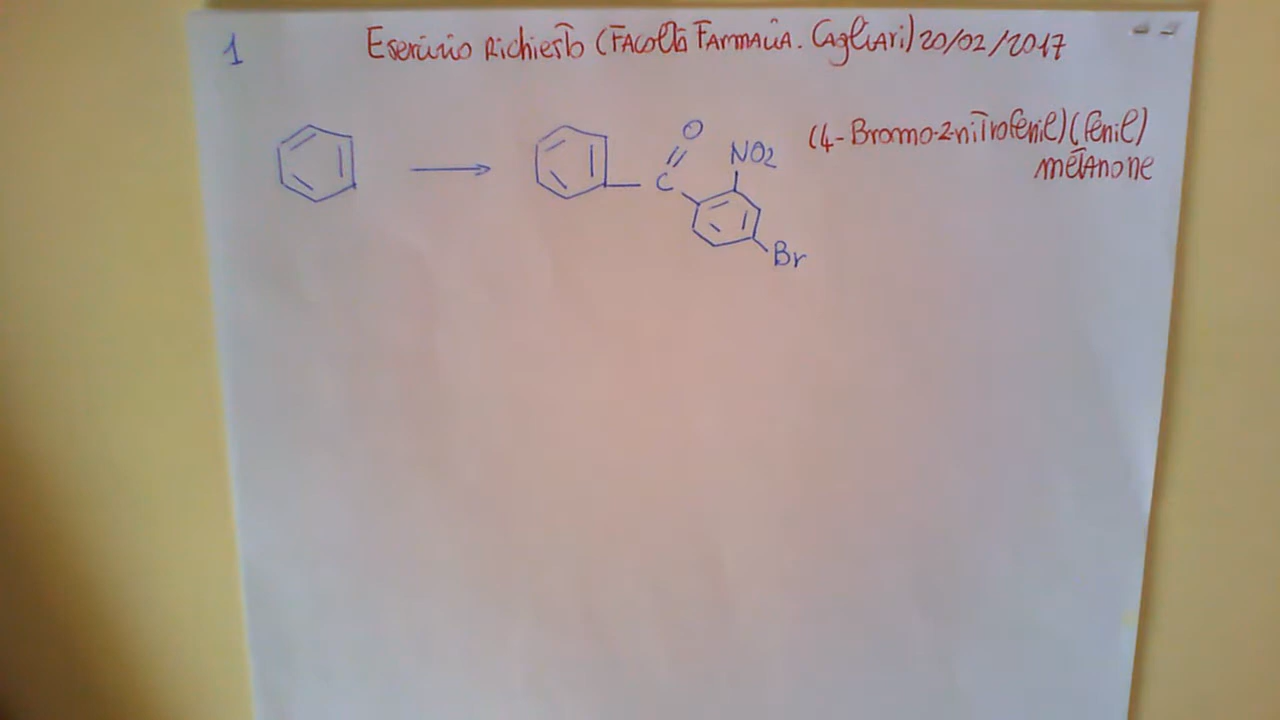 1
Esercizio Richiesto (FAcoltà FArmacia. CAgliAri) 20/02/2017
(4-Bromo-2-nitrofenil)(fenil)
metanone
O
C
NO2
Br